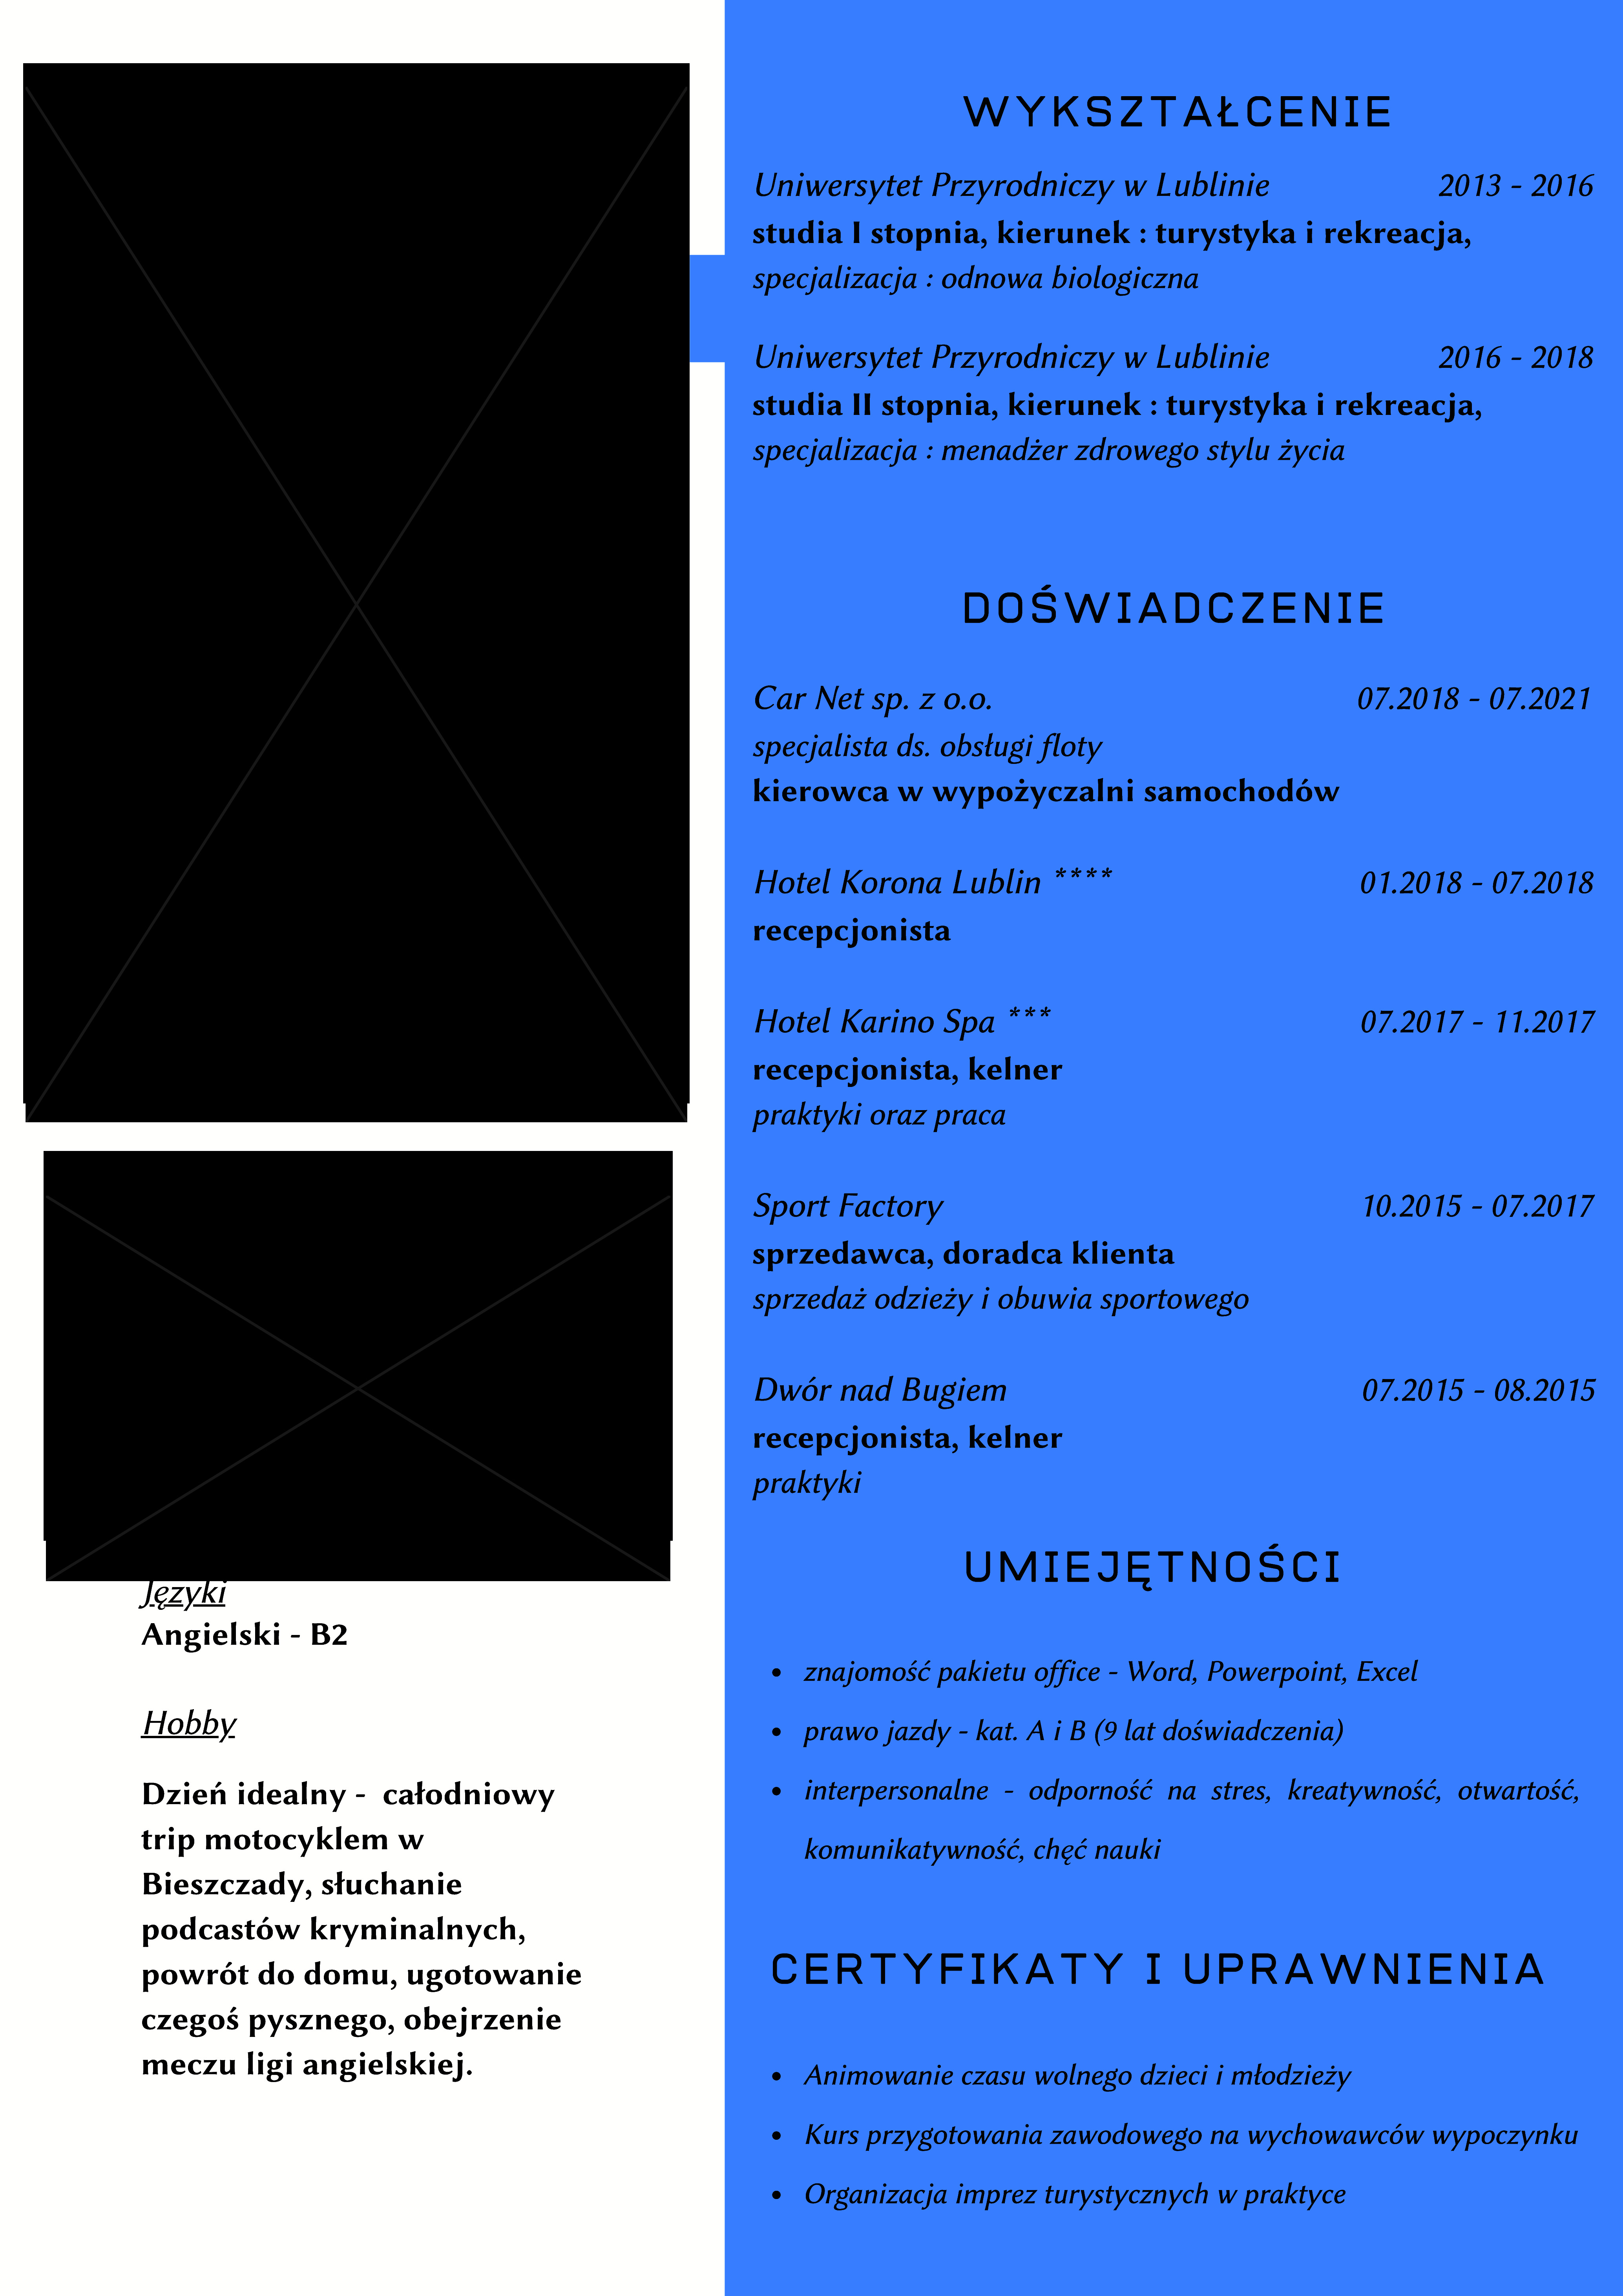 WYKSZTAŁCENIE
Uniwersytet Przyrodniczy w Lublinie 2013 - 2016
studia I stopnia, kierunek : turystyka i rekreacja,
specjalizacja : odnowa biologiczna
Uniwersytet Przyrodniczy w Lublinie 2016 - 2018
studia II stopnia, kierunek : turystyka i rekreacja,
specjalizacja : menadżer zdrowego stylu życia
DOŚWIADCZENIE
Car Net sp. z o.o. 07.2018 - 07.2021
specjalista ds. obsługi floty
kierowca w wypożyczalni samochodów
Hotel Korona Lublin **** 01.2018 - 07.2018
recepcjonista
Hotel Karino Spa *** 07.2017 - 11.2017
recepcjonista, kelner
praktyki oraz praca
Sport Factory 10.2015 - 07.2017
sprzedawca, doradca klienta
sprzedaż odzieży i obuwia sportowego
Dwór nad Bugiem 07.2015 - 08.2015
recepcjonista, kelner
praktyki
UMIEJĘTNOŚCI
• znajomość pakietu office - Word, Powerpoint, Excel
• prawo jazdy - kat. A i B (9 lat doświadczenia)
• interpersonalne - odporność na stres, kreatywność, otwartość,
komunikatywność, chęć nauki
CERTYFIKATY I UPRAWNIENIA
• Animowanie czasu wolnego dzieci i młodzieży
• Kurs przygotowania zawodowego na wychowawców wypoczynku
• Organizacja imprez turystycznych w praktyce
Języki
Angielski - B2
Hobby
Dzień idealny - całodniowy
trip motocyklem w
Bieszczady, słuchanie
podcastów kryminalnych,
powrót do domu, ugotowanie
czegoś pysznego, obejrzenie
meczu ligi angielskiej.